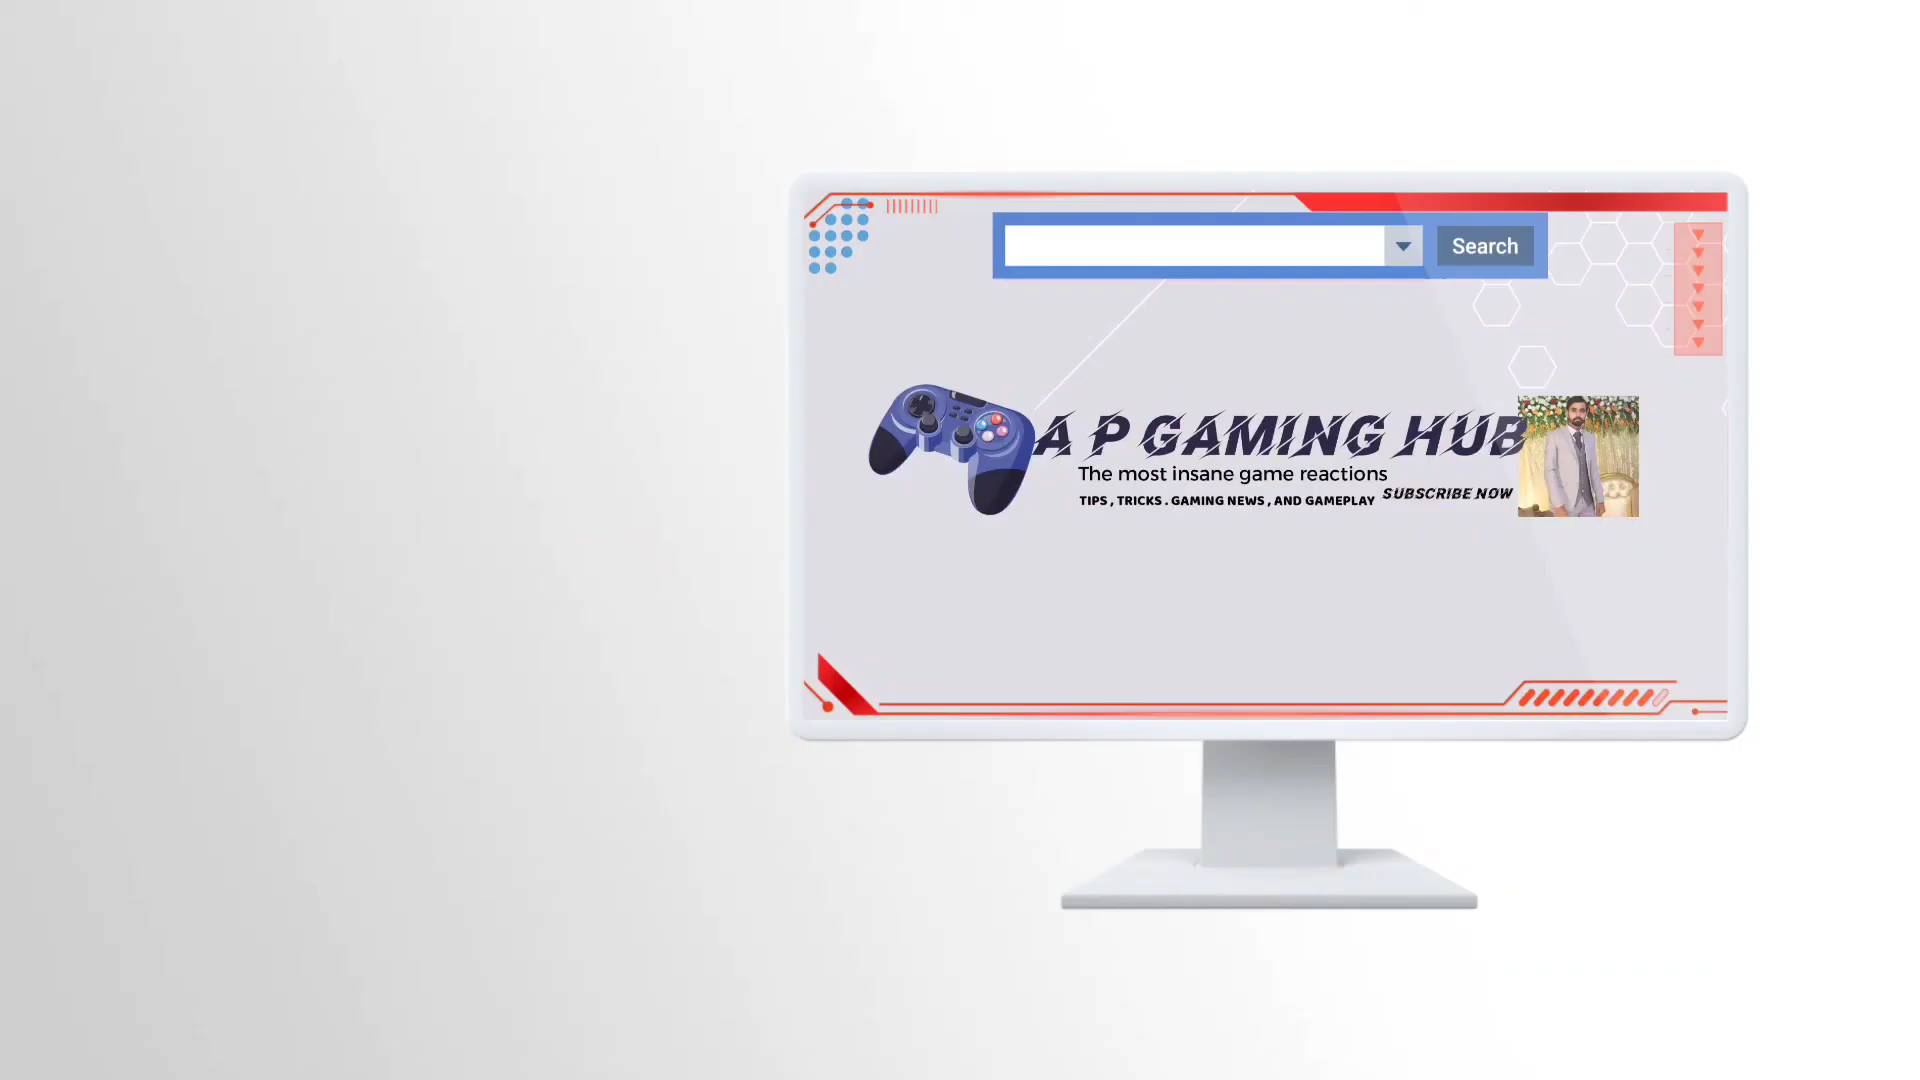 Search
A P GAMING HUB
The most insane game reactions
TIPS , TRICKS . GAMING NEWS , AND GAMEPLAY
SUBSCRIBE NOW